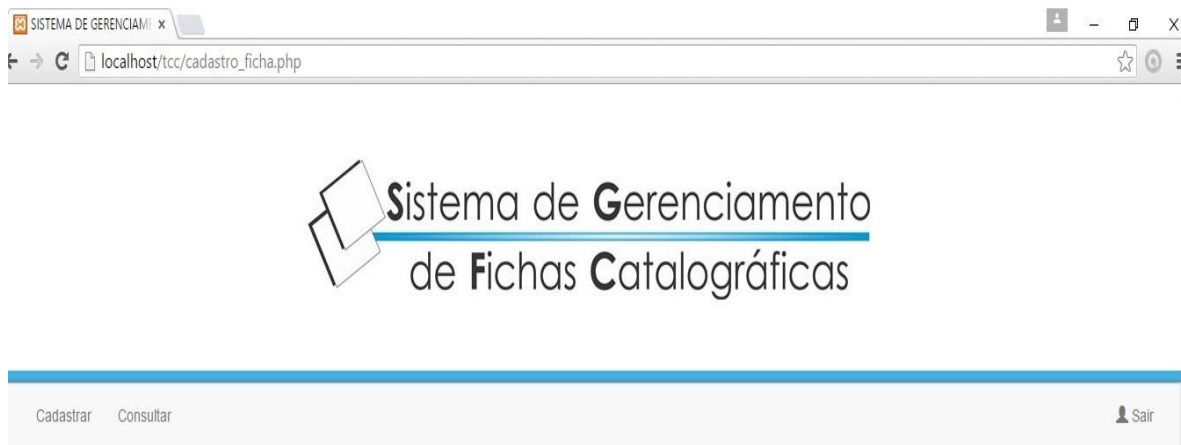 SISTEMA DE GERENCIAM
localhost/tcc/cadastro_ficha.php
Sistema de Gerenciamento
de Fichas Catalográficas
Cadastrar Consultar Sair